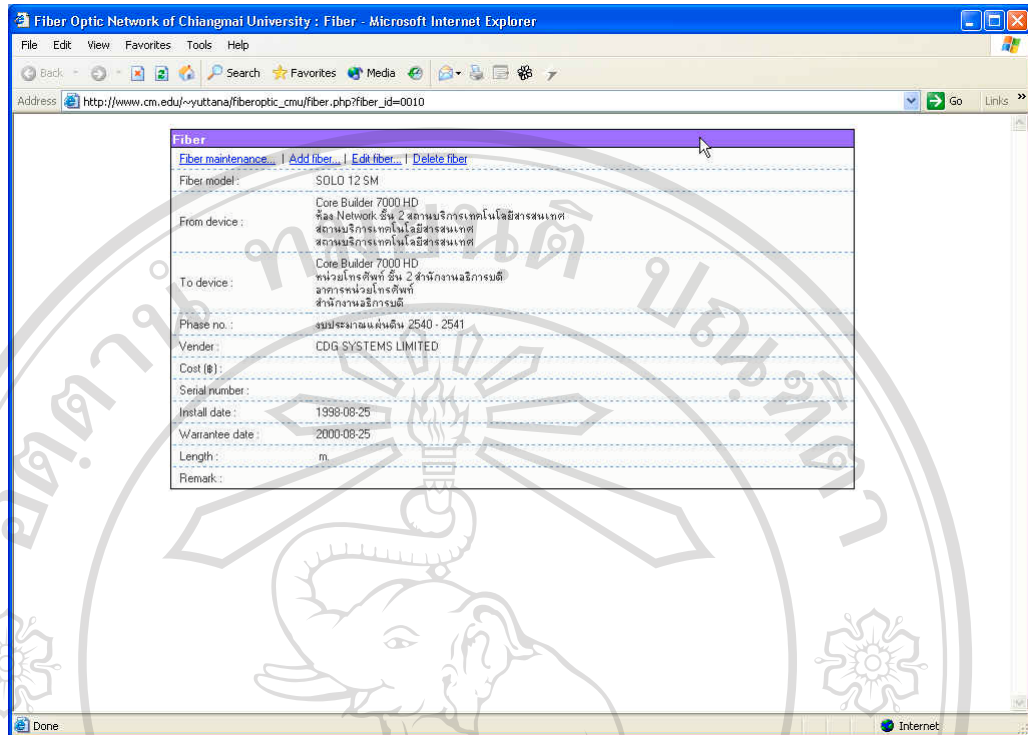 Fiber Optic Network of Chiangmai University : Fiber - Microsoft Internet Explorer
File Edit View Favorites Tools Help
Back Search Favorites Media
Address http://www.cm.edu/~yuttana/fiberoptic_cmu/fiber.php?fiber_id=0010 Go Links »
Fiber
Fiber maintenance... | Add fiber... | Edit fiber... | Delete fiber
Fiber model : SOLO 12 SM
From device : Core Builder 7000 HD
ห้อง Network ชั้น 2 สถานบริการเทคโนโลยีสารสนเทศ
สถานบริการเทคโนโลยีสารสนเทศ
สถานบริการเทคโนโลยีสารสนเทศ
To device : Core Builder 7000 HD
หน่วยโทรศัพท์ ชั้น 2 สำนักงานอธิการบดี
อาคารหน่วยโทรศัพท์
สำนักงานอธิการบดี
Phase no. : งบประมาณแผ่นดิน 2540 - 2541
Vender : CDG SYSTEMS LIMITED
Cost (฿) :
Serial number :
Install date : 1998-08-25
Warrantee date : 2000-08-25
Length : m.
Remark :
Done Internet